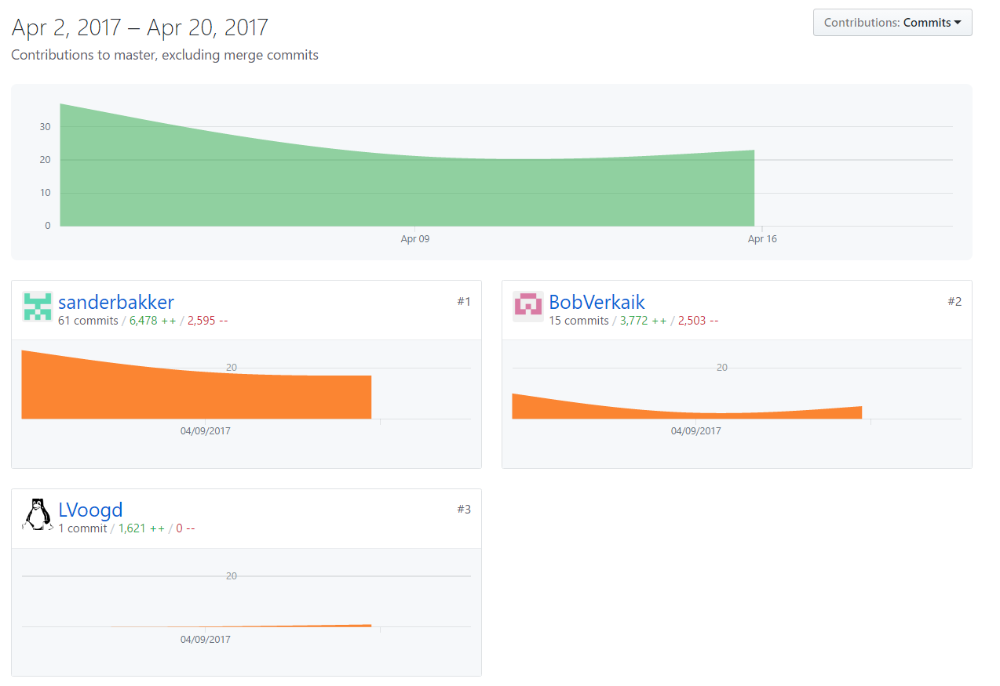 Apr 2, 2017 – Apr 20, 2017
Contributions: Commits
Contributions to master, excluding merge commits
30
20
10
0
Apr 09
Apr 16
sanderbakker
#1
61 commits / 6,478 ++ / 2,595 --
20
04/09/2017
BobVerkaik
#2
15 commits / 3,772 ++ / 2,503 --
20
04/09/2017
LVoogd
#3
1 commit / 1,621 ++ / 0 --
20
04/09/2017